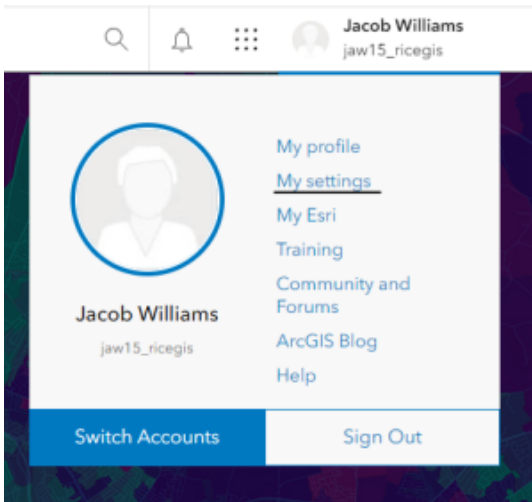 Jacob Williams
jaw15_ricegis
My profile
My settings
My Esri
Training
Community and
Forums
ArcGIS Blog
Help
Jacob Williams
jaw15_ricegis
Switch Accounts
Sign Out